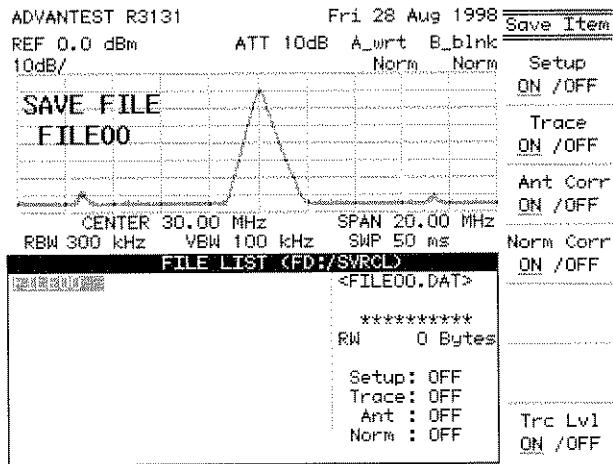 ADVANTEST R3131 Fri 28 Aug 1998
REF 0.0 dBm ATT 10dB A_wrt B_blnk
10dB/ Norm Norm
SAVE FILE
FILE00
CENTER 30.00 MHz SPAN 20.00 MHz
RBW 300 kHz VBW 100 kHz SWP 50 ms
FILE LIST (FD:/SVRCL)
<FILE00.DAT>
**********
RW 0 Bytes
Setup: OFF
Trace: OFF
Ant : OFF
Norm : OFF
Save Item
Setup
ON /OFF
Trace
ON /OFF
Ant Corr
ON /OFF
Norm Corr
ON /OFF
Trc Lvl
ON /OFF